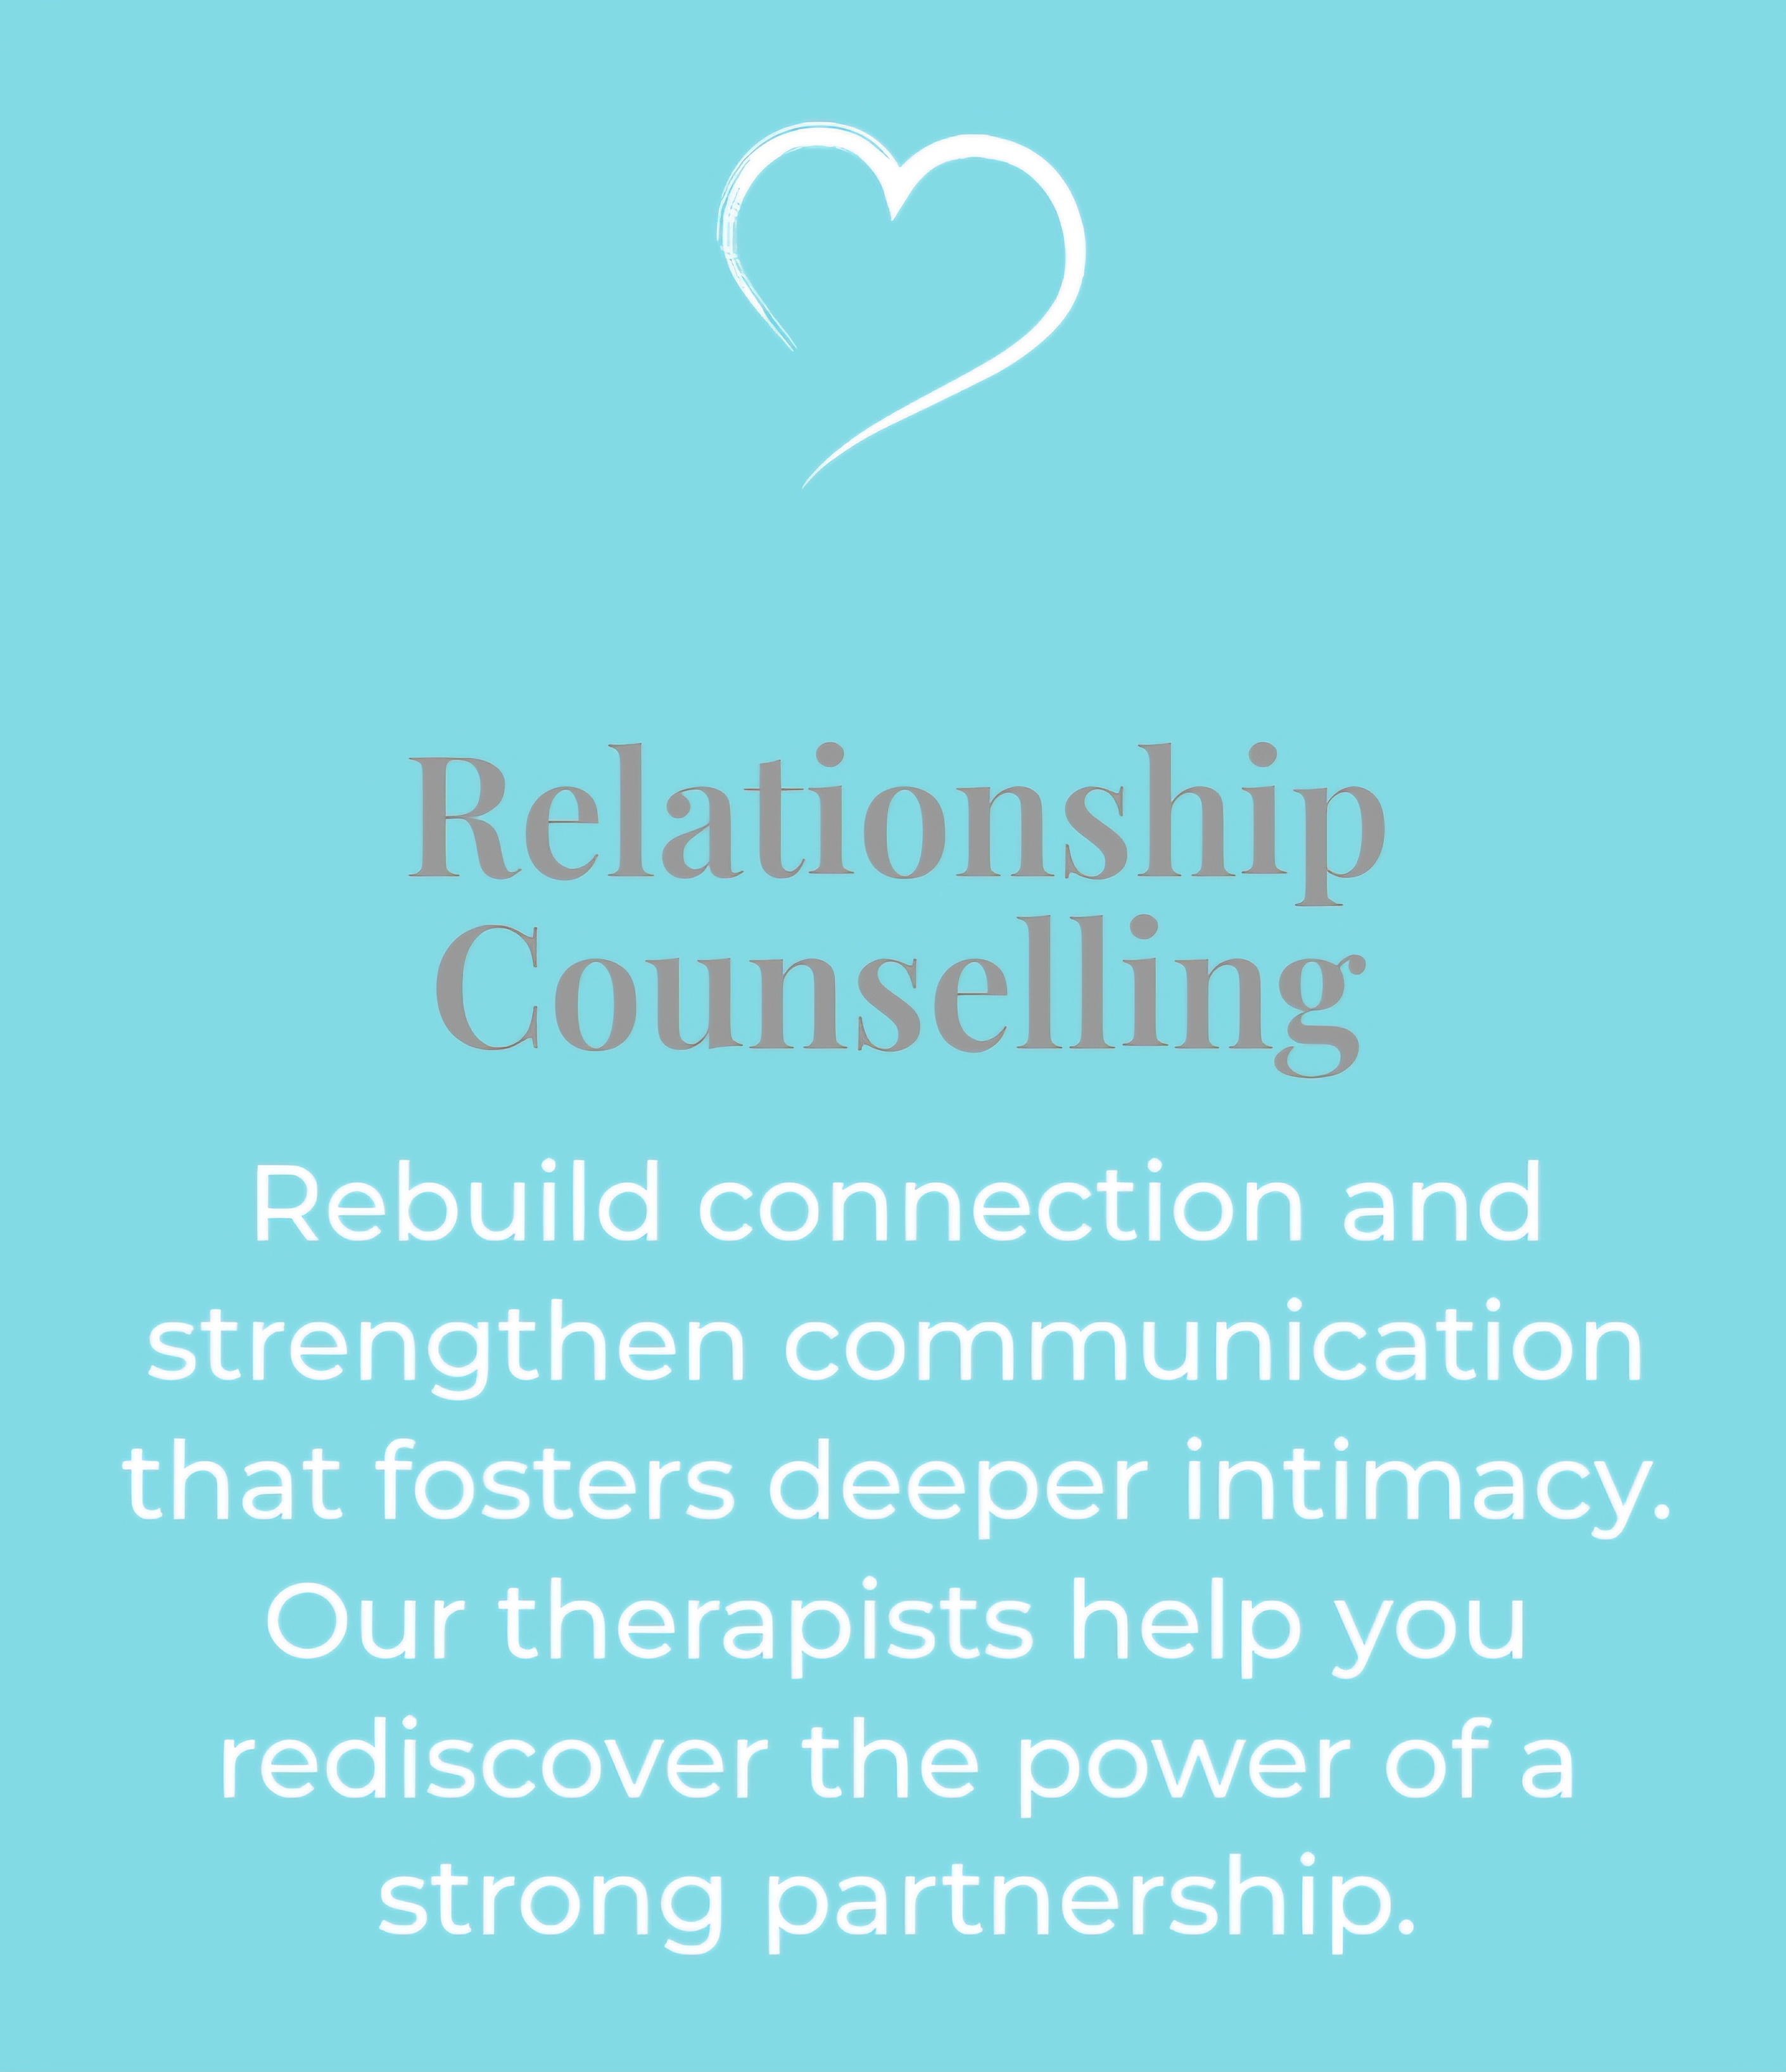 Relationship
Counselling
Rebuild connection and
strengthen communication
that fosters deeper intimacy.
Our therapists help you
rediscover the power of a
strong partnership.